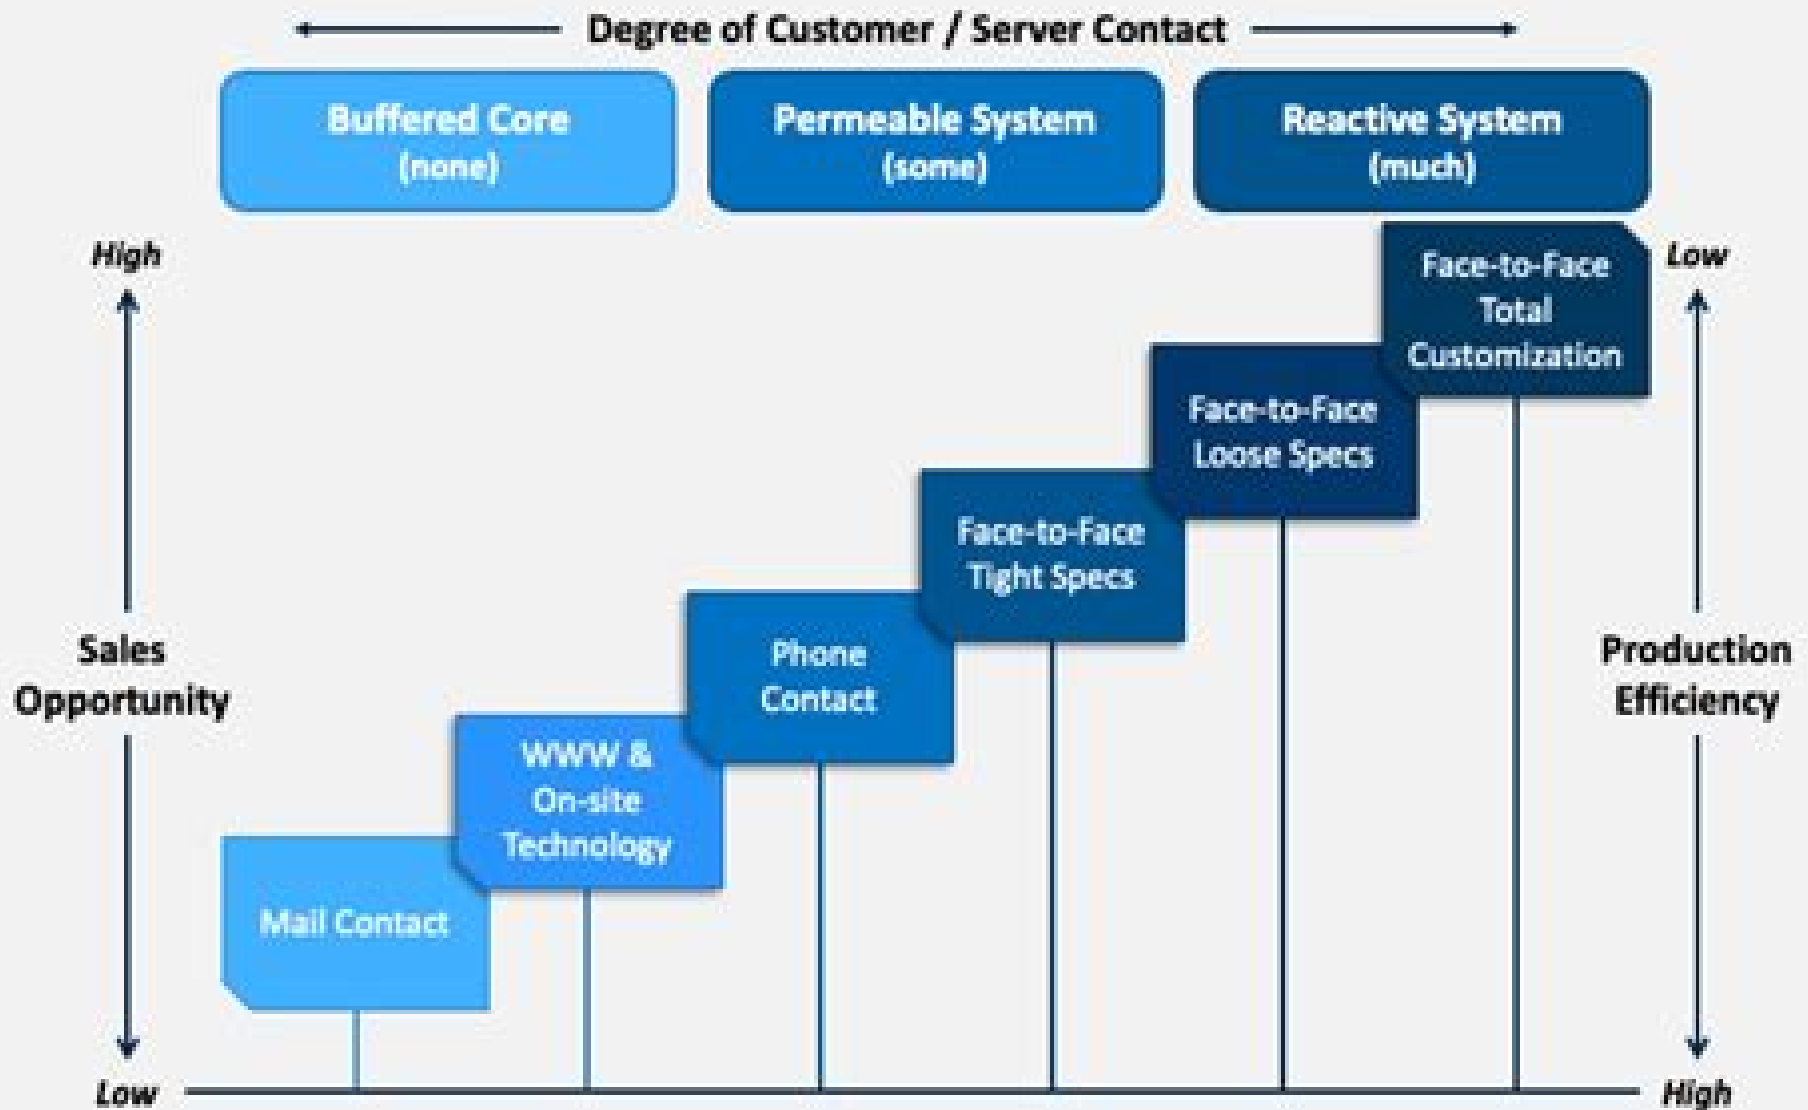 Degree of Customer / Server Contact
Buffered Core
(none)
Permeable System
(some)
Reactive System
(much)
High
Low
Face-to-Face
Total
Customization
Face-to-Face
Loose Specs
Face-to-Face
Tight Specs
Phone
Contact
WWW &
On-site
Technology
Mail Contact
Sales
Opportunity
Production
Efficiency
Low
High